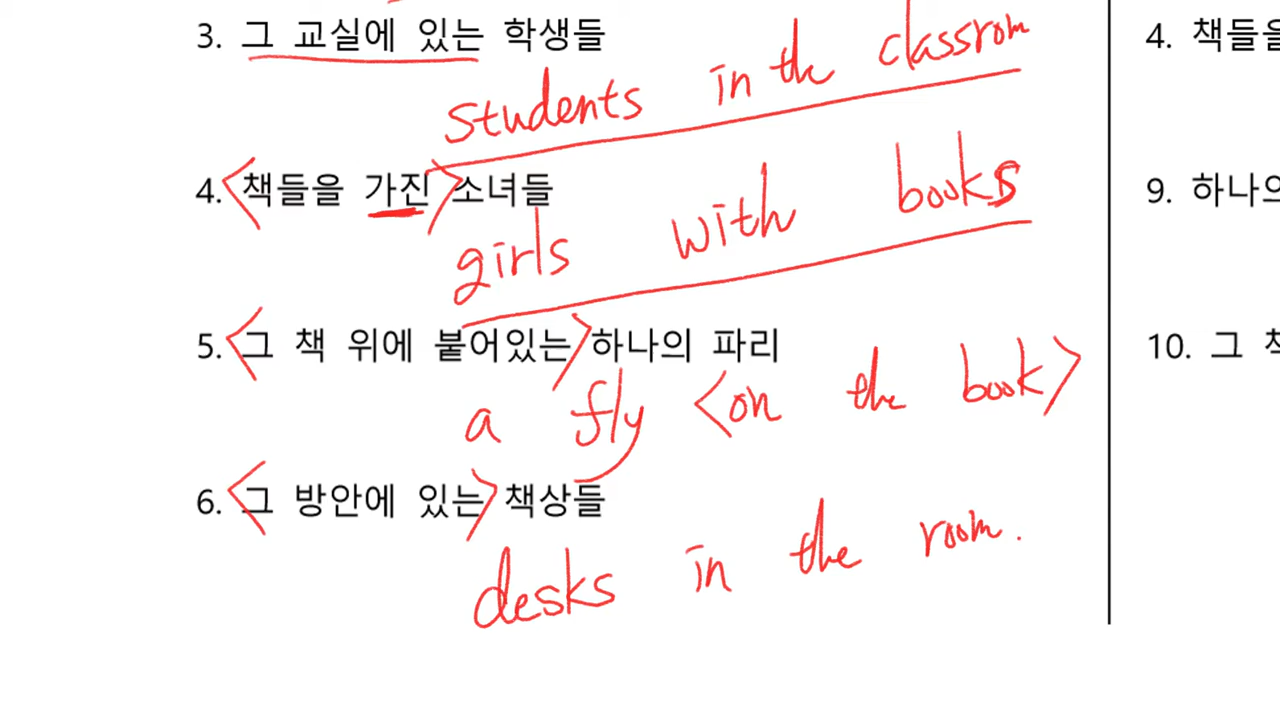 3. 그 교실에 있는 학생들
students in the classrom
4. <책들을 가진> 소녀들
girls with books
5. <그 책 위에 붙어있는> 하나의 파리
a fly <on the book>
6. <그 방안에 있는> 책상들
desks in the room.
4. 책들을
9. 하나의
10. 그 책